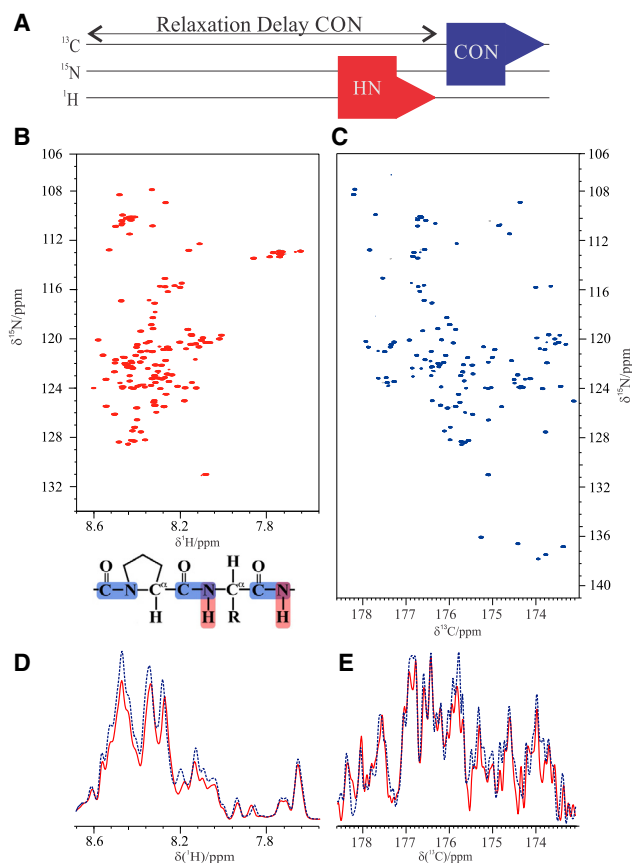 A
Relaxation Delay CON
¹³C
¹⁵N
¹H
HN
CON
B
C
106
108
112
116
120
124
128
132
δ¹⁵N/ppm
8.6
8.2
7.8
δ¹H/ppm
106
108
112
116
120
124
128
132
136
140
141
δ¹⁵N/ppm
178
177
176
175
174
δ¹³C/ppm
O
C
N
Cα
H
O
C
N
H
H
Cα
R
O
C
N
H
D
E
8.6
8.2
7.8
δ(¹H)/ppm
178
177
176
175
174
δ(¹³C)/ppm